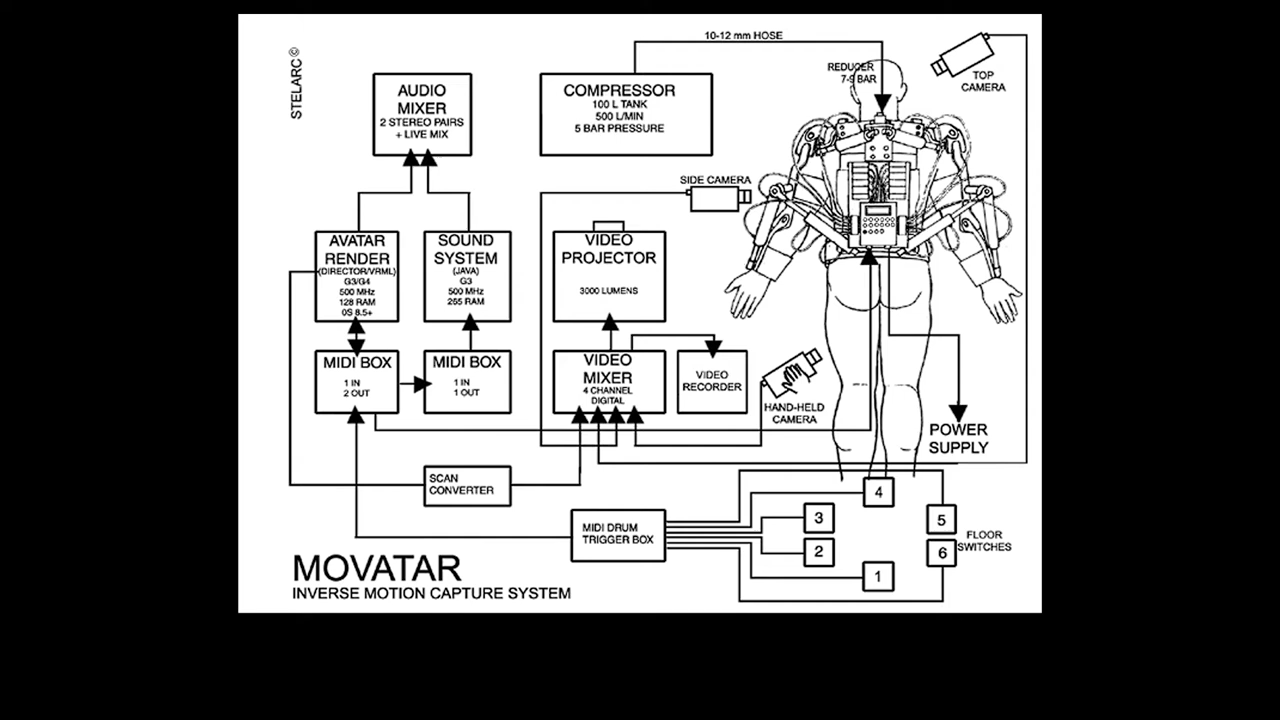 STELARC ©
10-12 mm HOSE
REDUCER
7-9 BAR
TOP
CAMERA
AUDIO
MIXER
2 STEREO PAIRS
+ LIVE MIX
COMPRESSOR
100 L TANK
500 L/MIN
5 BAR PRESSURE
SIDE CAMERA
AVATAR
RENDER
(DIRECTOR/VRML)
G3/G4
500 MHz
128 RAM
0S 8.5+
SOUND
SYSTEM
(JAVA)
G3
500 MHz
255 RAM
VIDEO
PROJECTOR
3000 LUMENS
MIDI BOX
1 IN
2 OUT
MIDI BOX
1 IN
1 OUT
VIDEO
MIXER
4 CHANNEL
DIGITAL
VIDEO
RECORDER
HAND-HELD
CAMERA
POWER
SUPPLY
SCAN
CONVERTER
MIDI DRUM
TRIGGER BOX
4
3
2
1
5
6
FLOOR
SWITCHES
MOVATAR
INVERSE MOTION CAPTURE SYSTEM